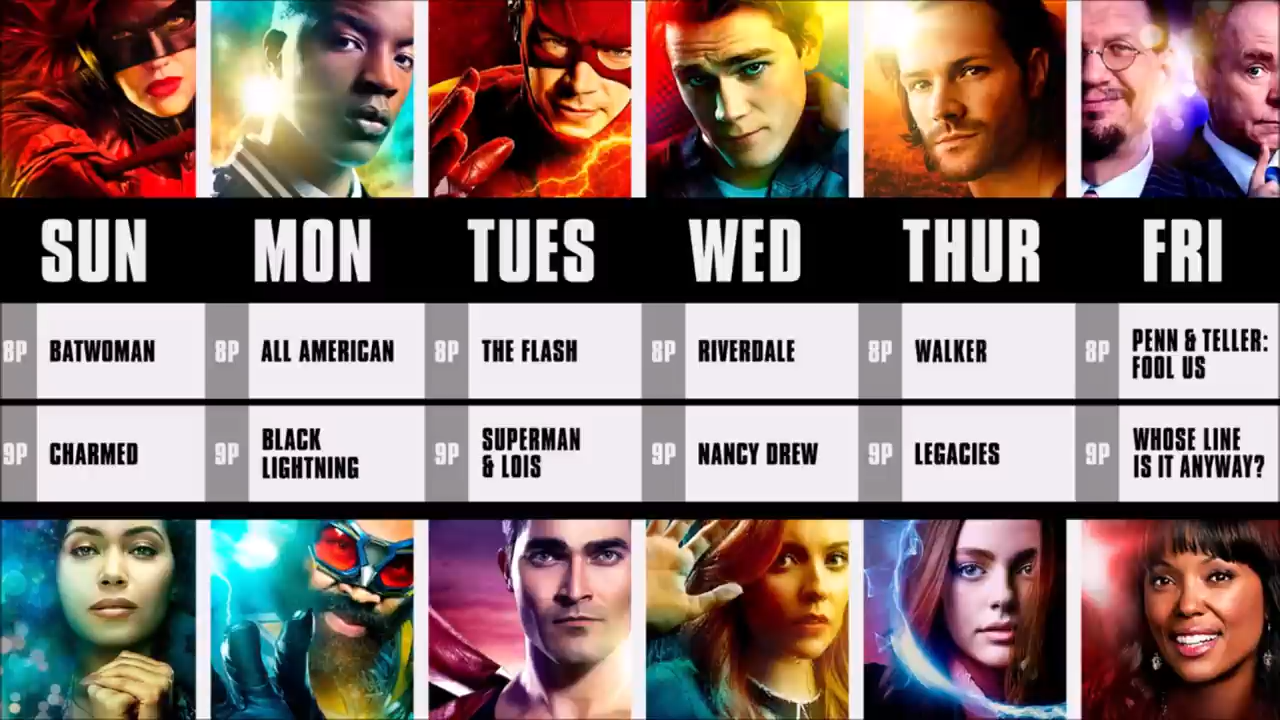 SUN MON TUES WED THUR FRI
8P BATWOMAN
8P ALL AMERICAN
8P THE FLASH
8P RIVERDALE
8P WALKER
8P PENN & TELLER:
FOOL US
9P CHARMED
9P BLACK
LIGHTNING
9P SUPERMAN
& LOIS
9P NANCY DREW
9P LEGACIES
9P WHOSE LINE
IS IT ANYWAY?